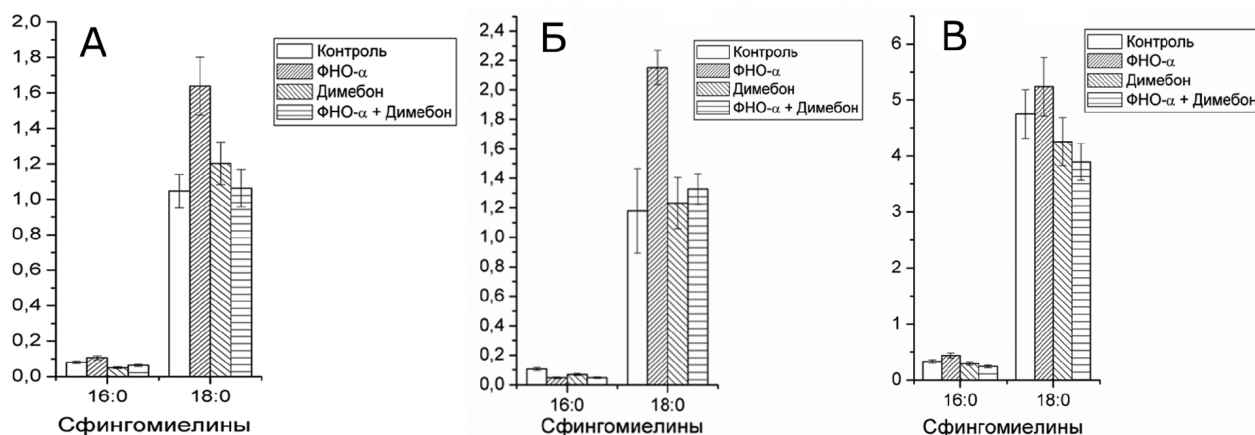 А
2,0
1,8
1,6
1,4
1,2
1,0
0,8
0,6
0,4
0,2
0,0
Контроль
ФНО-α
Димебон
ФНО-α + Димебон
16:0 18:0
Сфингомиелины
Б
2,4
2,2
2,0
1,8
1,6
1,4
1,2
1,0
0,8
0,6
0,4
0,2
0,0
Контроль
ФНО-α
Димебон
ФНО-α + Димебон
16:0 18:0
Сфингомиелины
В
6
5
4
5
2
1
0
Контроль
ФНО-α
Димебон
ФНО-α + Димебон
16:0 18:0
Сфингомиелины